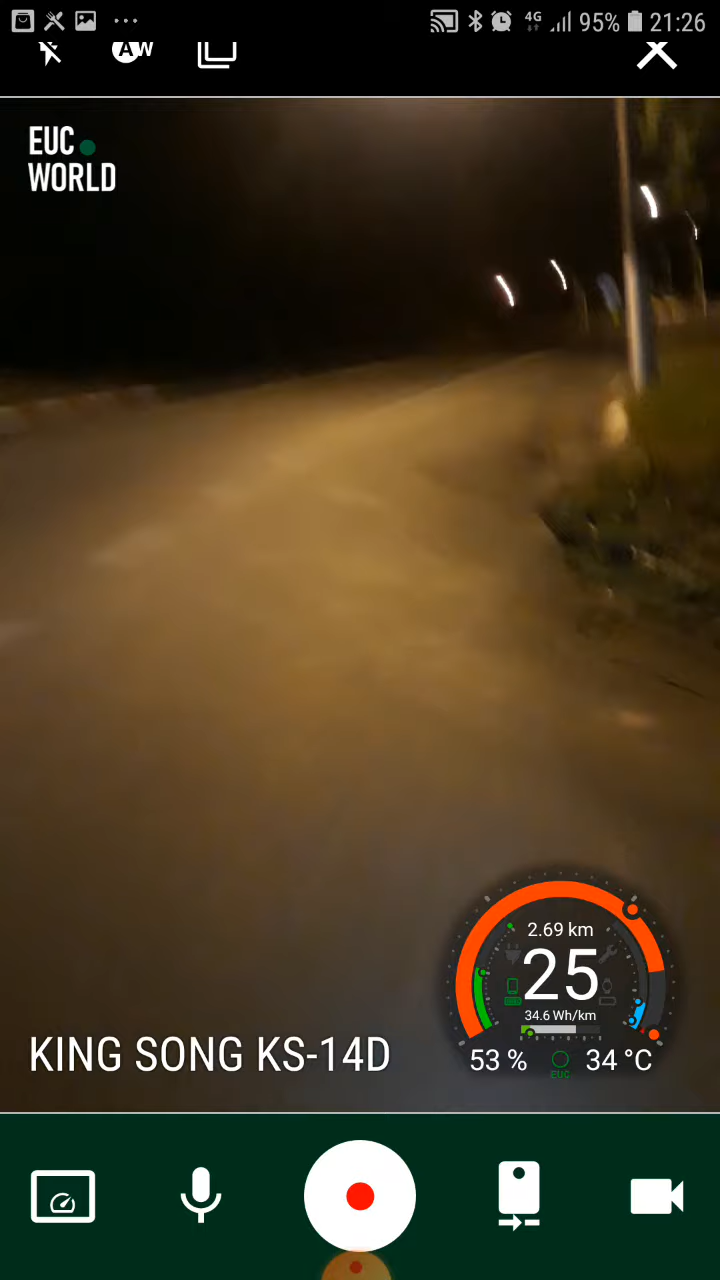 4G 95% 21:26
AW
EUC
WORLD
2.69 km
25
34.6 Wh/km
53 % 34 °C
EUC
KING SONG KS-14D